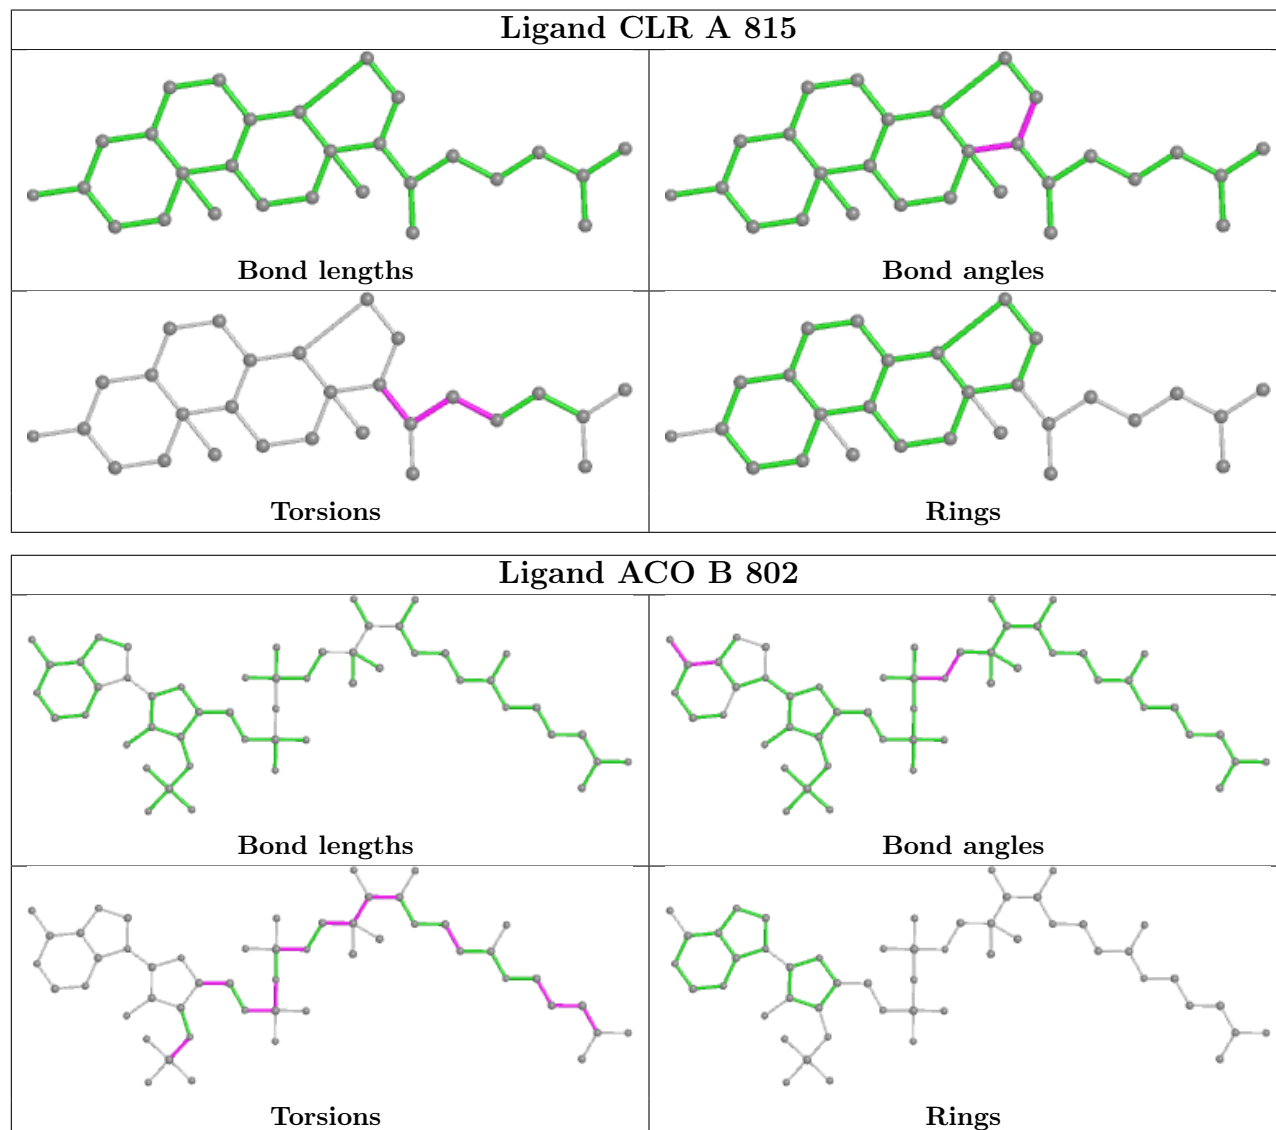 Ligand CLR A 815
Bond lengths
Bond angles
Torsions
Rings
Ligand ACO B 802
Bond lengths
Bond angles
Torsions
Rings